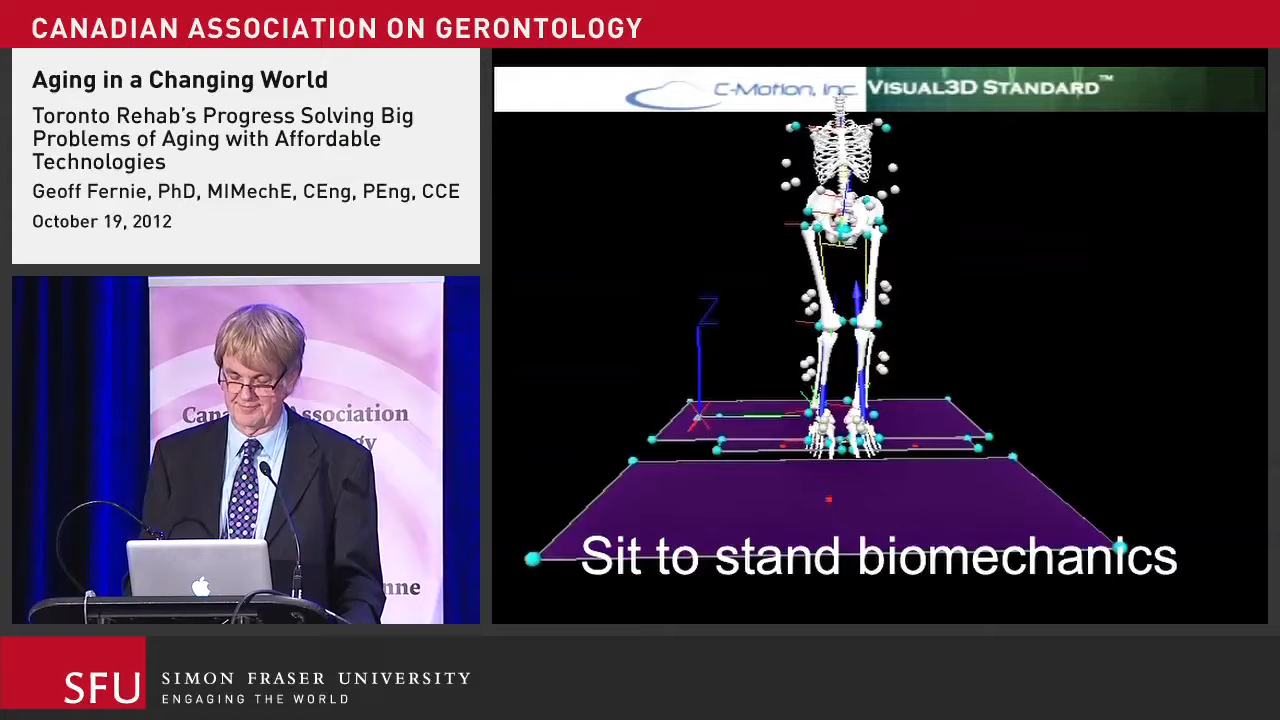 CANADIAN ASSOCIATION ON GERONTOLOGY
Aging in a Changing World
Toronto Rehab's Progress Solving Big
Problems of Aging with Affordable
Technologies
Geoff Fernie, PhD, MIMechE, CEng, PEng, CCE
October 19, 2012
C-Motion, Inc.
VISUAL3D STANDARD™
Z
Sit to stand biomechanics
SFU
SIMON FRASER UNIVERSITY
ENGAGING THE WORLD